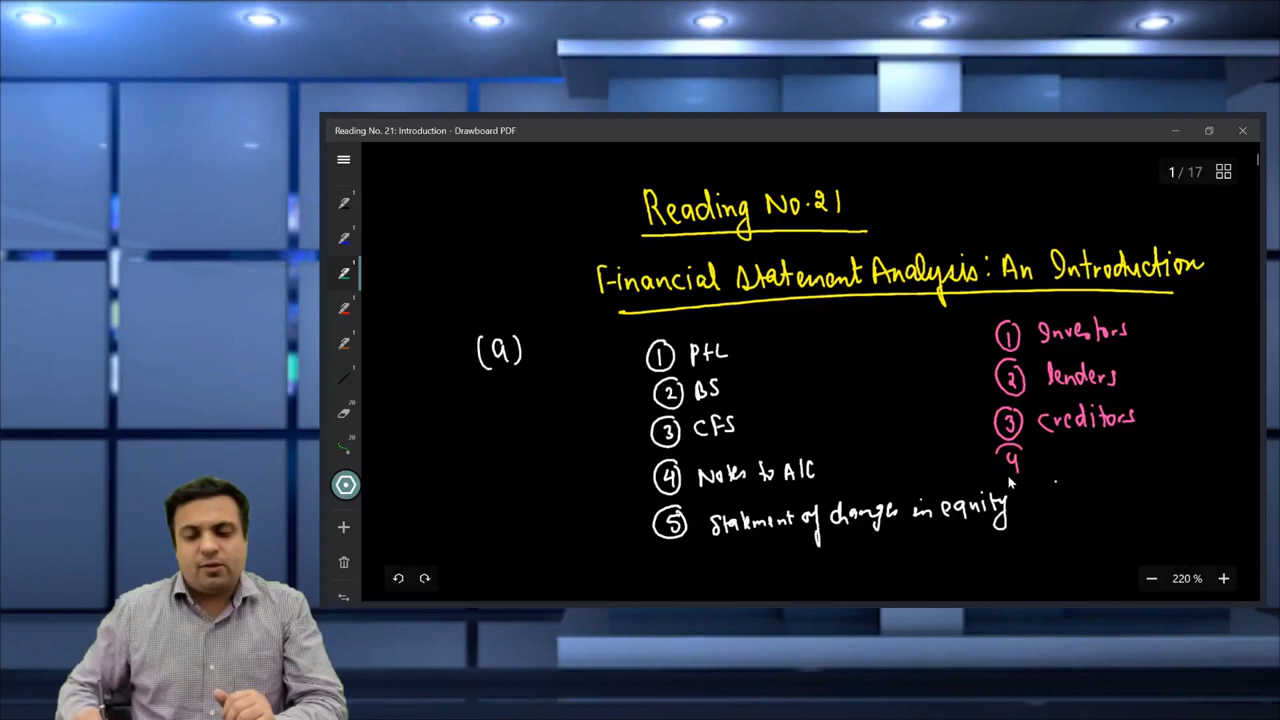 Reading No. 21: Introduction - Drawboard PDF
1 / 17
Reading No. 21
Financial Statement Analysis: An Introduction
(a)
1 P+L
2 BS
3 CFS
4 Notes to A/C
5 Statement of changes in equity
1 Investors
2 lenders
3 creditors
4
220 %